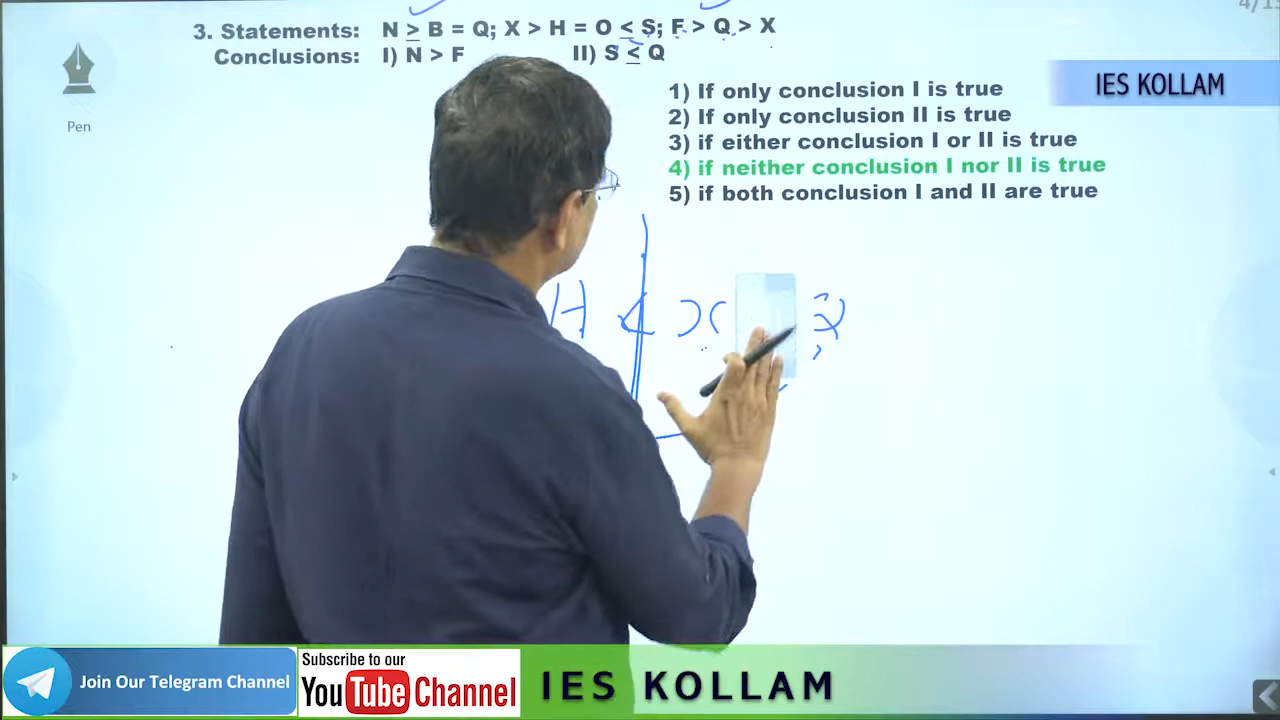 4/15
3. Statements: N ≥ B = Q; X > H = O ≤ S; F > Q > X
Conclusions: I) N > F II) S ≤ Q
Pen
IES KOLLAM
1) If only conclusion I is true
2) If only conclusion II is true
3) if either conclusion I or II is true
4) if neither conclusion I nor II is true
5) if both conclusion I and II are true
H < x Q
Join Our Telegram Channel
Subscribe to our
YouTube Channel
IES KOLLAM